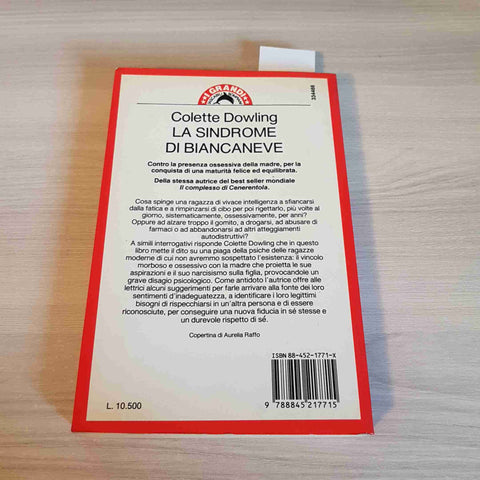 I GRANDI
334468
Colette Dowling
LA SINDROME
DI BIANCANEVE
Contro la presenza ossessiva della madre, per la
conquista di una maturità felice ed equilibrata.
Della stessa autrice del best seller mondiale
Il complesso di Cenerentola.
Cosa spinge una ragazza di vivace intelligenza a sfiancarsi
dalla fatica e a rimpinzarsi di cibo per poi rigettarlo, più volte al
giorno, sistematicamente, ossessivamente, per anni?
Oppure ad alzare troppo il gomito, a drogarsi, ad abusare di
farmaci o ad abbandonarsi ad altri atteggiamenti
autodistruttivi?
A simili interrogativi risponde Colette Dowling che in questo
libro mette il dito su una piaga della psiche delle ragazze
moderne di cui non avremmo sospettato l'esistenza: il vincolo
morboso e ossessivo con la madre che proietta le sue
aspirazioni e il suo narcisismo sulla figlia, provocandole un
grave disagio psicologico. Come antidoto l'autrice offre alle
lettrici alcuni suggerimenti per farle arrivare alla fonte dei loro
sentimenti d'inadeguatezza, a identificare i loro legittimi
bisogni di rispecchiarsi in un'altra persona e di essere
riconosciute, per conseguire una nuova fiducia in sé stesse e
un durevole rispetto di sé.
Copertina di Aurelia Raffo
ISBN 88-452-1771-X
L. 10.500
9 788845 217715